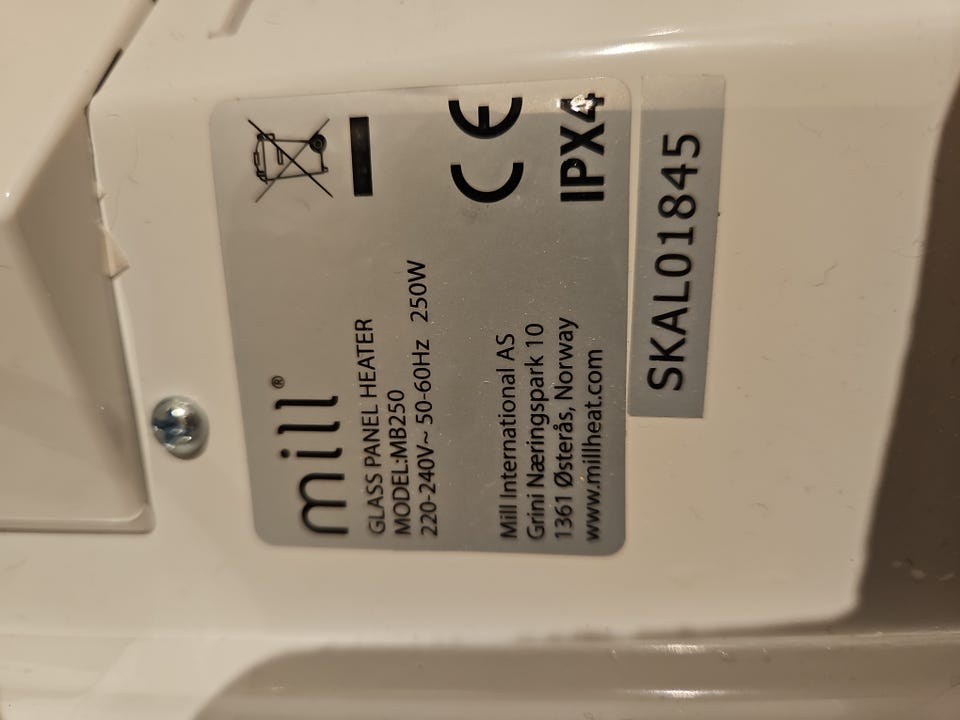 mill®
GLASS PANEL HEATER
MODEL:MB250
220-240V~ 50-60Hz 250W
Mill International AS
Grini Næringspark 10
1361 Østerås, Norway
www.millheat.com
CE
IPX4
SKAL01845